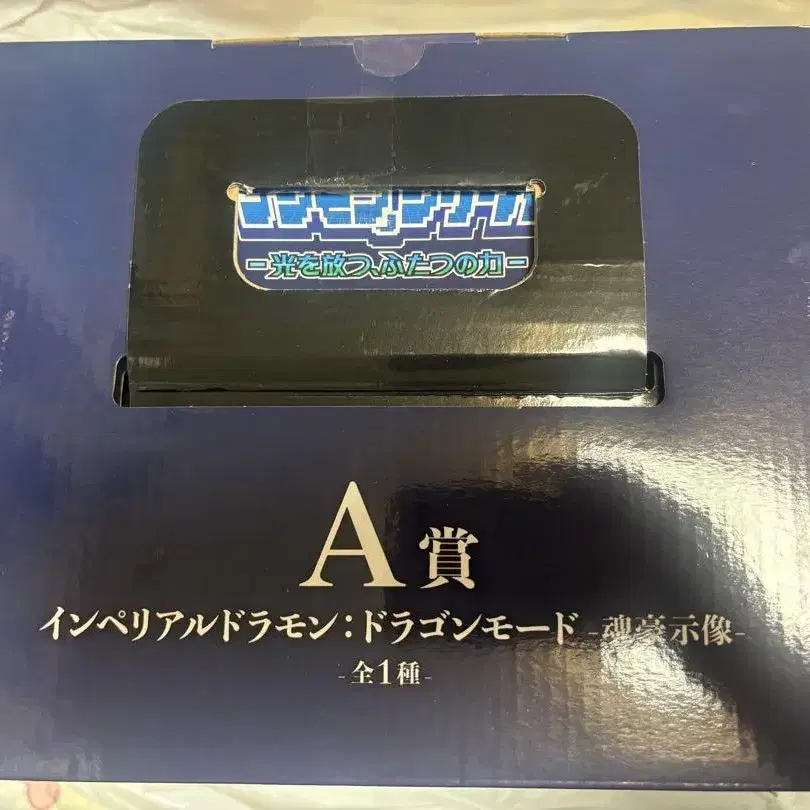 -光を放つ、ふたつの力-
A賞
インペリアルドラモン：ドラゴンモード -魂豪示像-
-全1種-